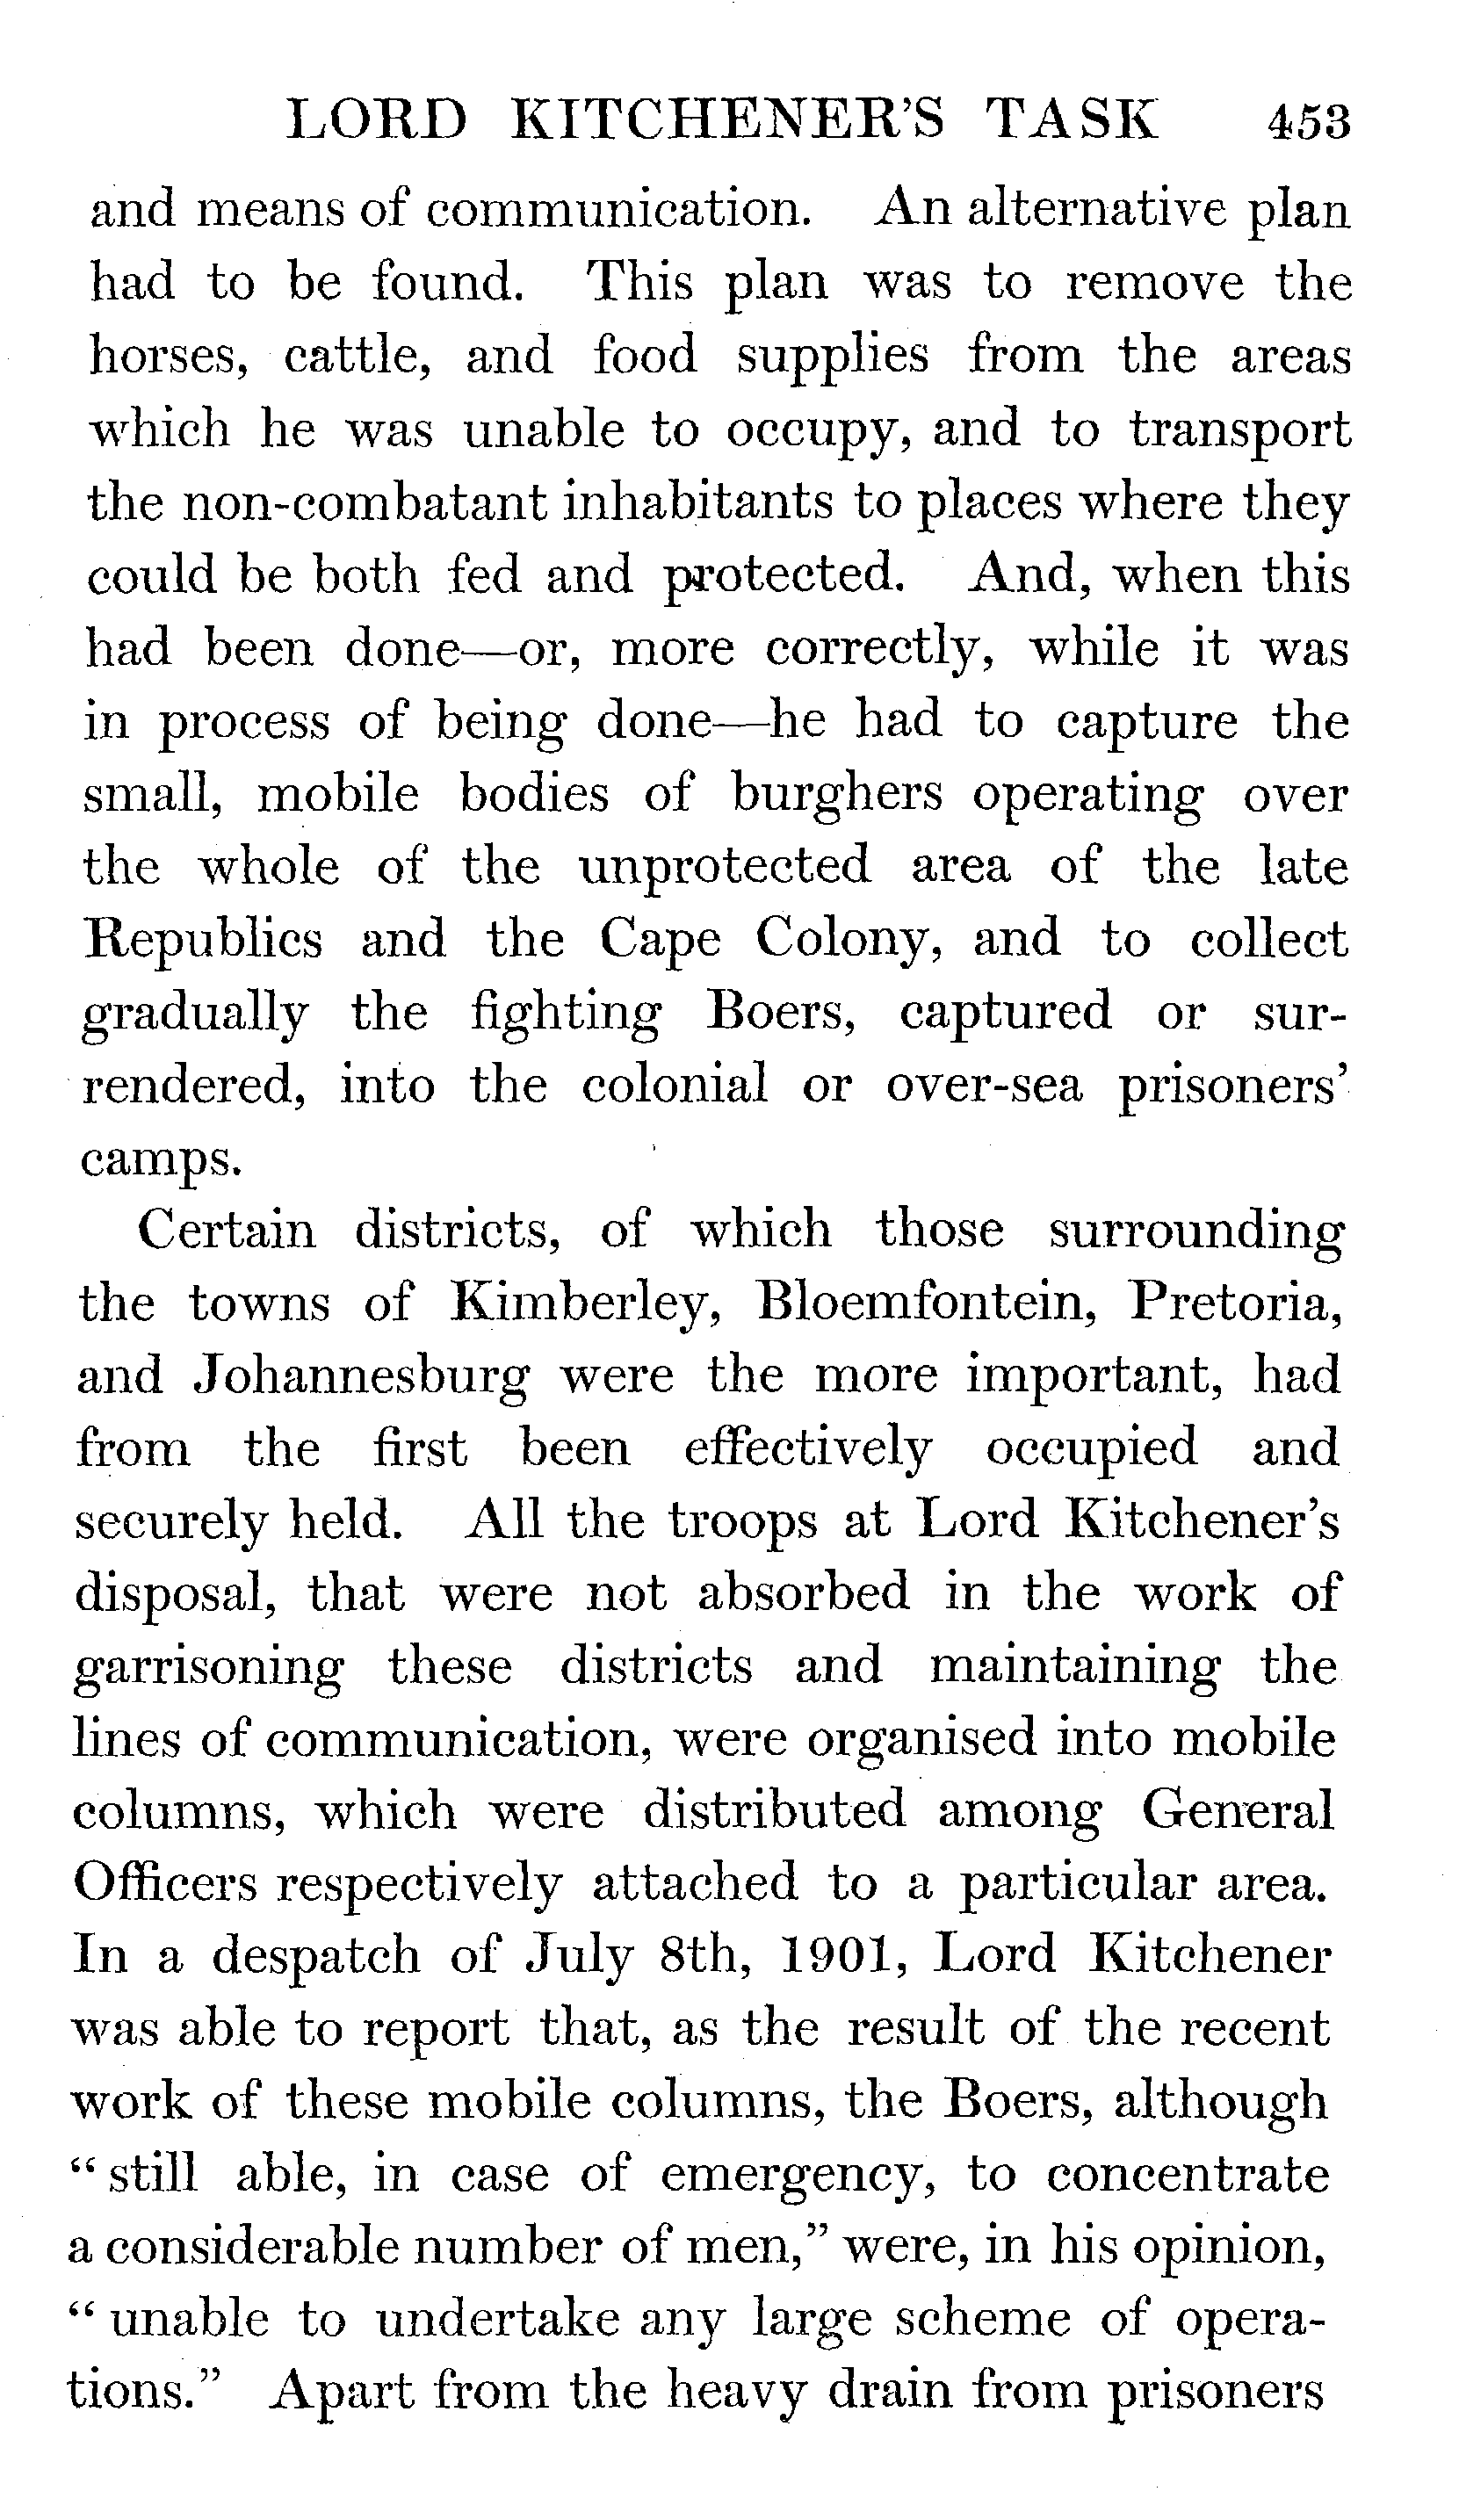 LORD KITCHENER'S TASK 453
and means of communication. An alternative plan
had to be found. This plan was to remove the
horses, cattle, and food supplies from the areas
which he was unable to occupy, and to transport
the non-combatant inhabitants to places where they
could be both fed and protected. And, when this
had been done—or, more correctly, while it was
in process of being done—he had to capture the
small, mobile bodies of burghers operating over
the whole of the unprotected area of the late
Republics and the Cape Colony, and to collect
gradually the fighting Boers, captured or sur-
rendered, into the colonial or over-sea prisoners'
camps.
Certain districts, of which those surrounding
the towns of Kimberley, Bloemfontein, Pretoria,
and Johannesburg were the more important, had
from the first been effectively occupied and
securely held. All the troops at Lord Kitchener's
disposal, that were not absorbed in the work of
garrisoning these districts and maintaining the
lines of communication, were organised into mobile
columns, which were distributed among General
Officers respectively attached to a particular area.
In a despatch of July 8th, 1901, Lord Kitchener
was able to report that, as the result of the recent
work of these mobile columns, the Boers, although
“ still able, in case of emergency, to concentrate
a considerable number of men,” were, in his opinion,
“ unable to undertake any large scheme of opera-
tions.” Apart from the heavy drain from prisoners